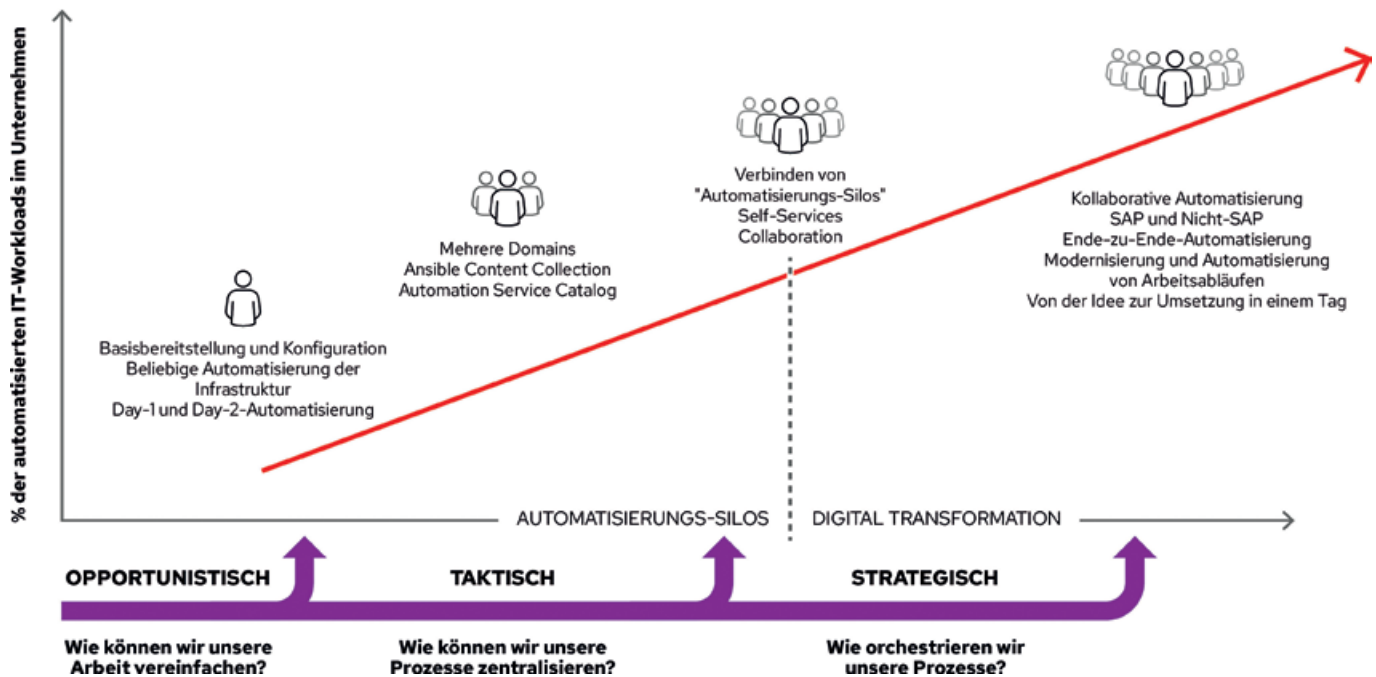 % der automatisierten IT-Workloads im Unternehmen
Basisbereitstellung und Konfiguration
Beliebige Automatisierung der
Infrastruktur
Day-1 und Day-2-Automatisierung
Mehrere Domains
Ansible Content Collection
Automation Service Catalog
Verbinden von
"Automatisierungs-Silos"
Self-Services
Collaboration
Kollaborative Automatisierung
SAP und Nicht-SAP
Ende-zu-Ende-Automatisierung
Modernisierung und Automatisierung
von Arbeitsabläufen
Von der Idee zur Umsetzung in einem Tag
AUTOMATISIERUNGS-SILOS
DIGITAL TRANSFORMATION
OPPORTUNISTISCH
TAKTISCH
STRATEGISCH
Wie können wir unsere
Arbeit vereinfachen?
Wie können wir unsere
Prozesse zentralisieren?
Wie orchestrieren wir
unsere Prozesse?